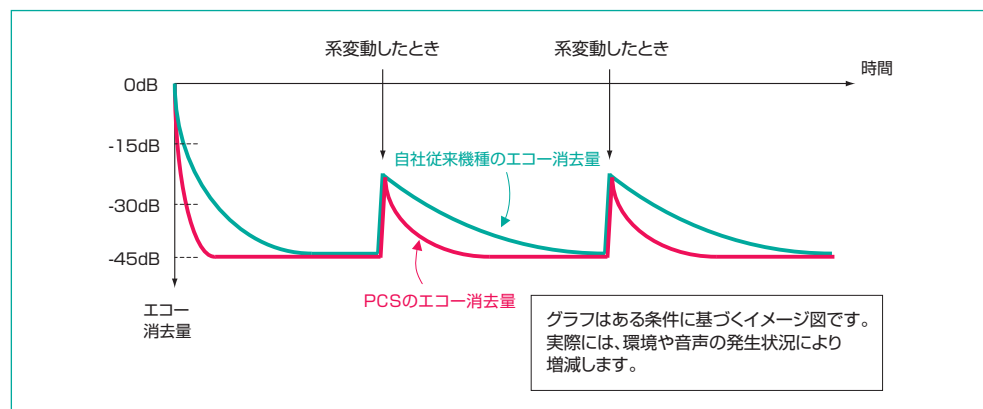 系変動したとき
系変動したとき
時間
0dB
-15dB
自社従来機種のエコー消去量
-30dB
-45dB
PCSのエコー消去量
エコー
消去量
グラフはある条件に基づくイメージ図です。
実際には、環境や音声の発生状況により
増減します。